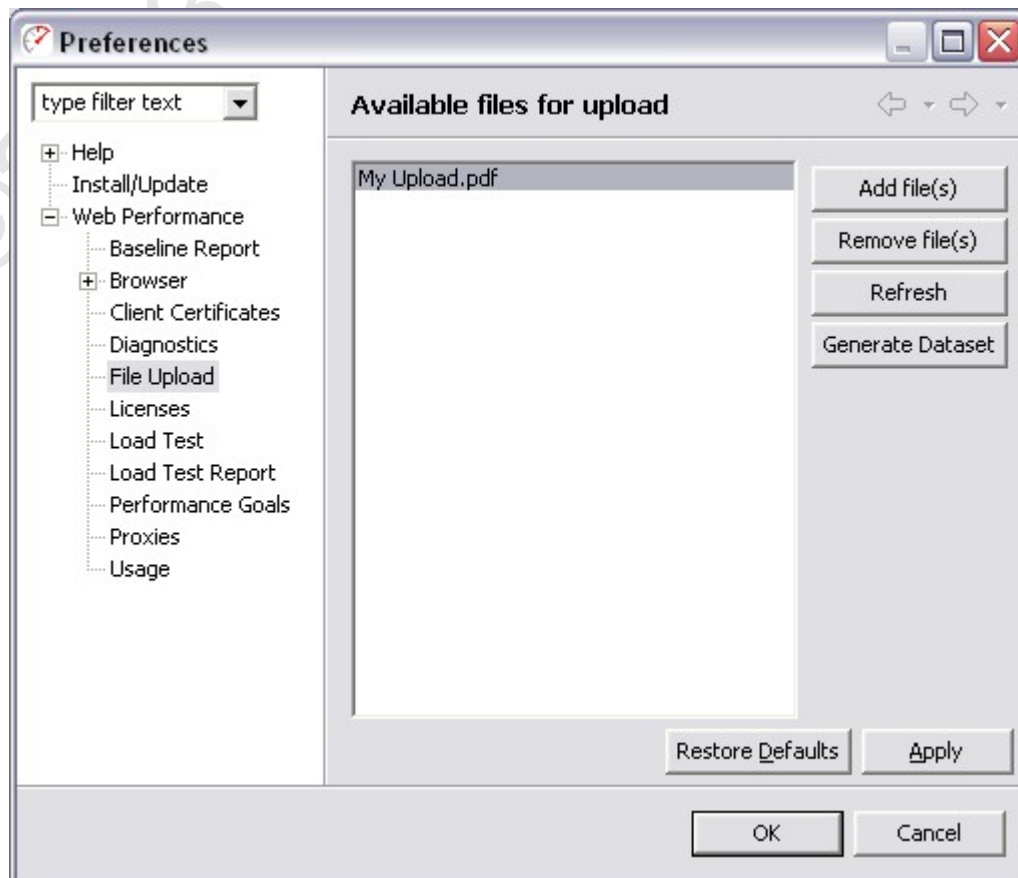 Preferences
type filter text
Help
Install/Update
Web Performance
Baseline Report
Browser
Client Certificates
Diagnostics
File Upload
Licenses
Load Test
Load Test Report
Performance Goals
Proxies
Usage
Available files for upload
My Upload.pdf
Add file(s)
Remove file(s)
Refresh
Generate Dataset
Restore Defaults
Apply
OK
Cancel